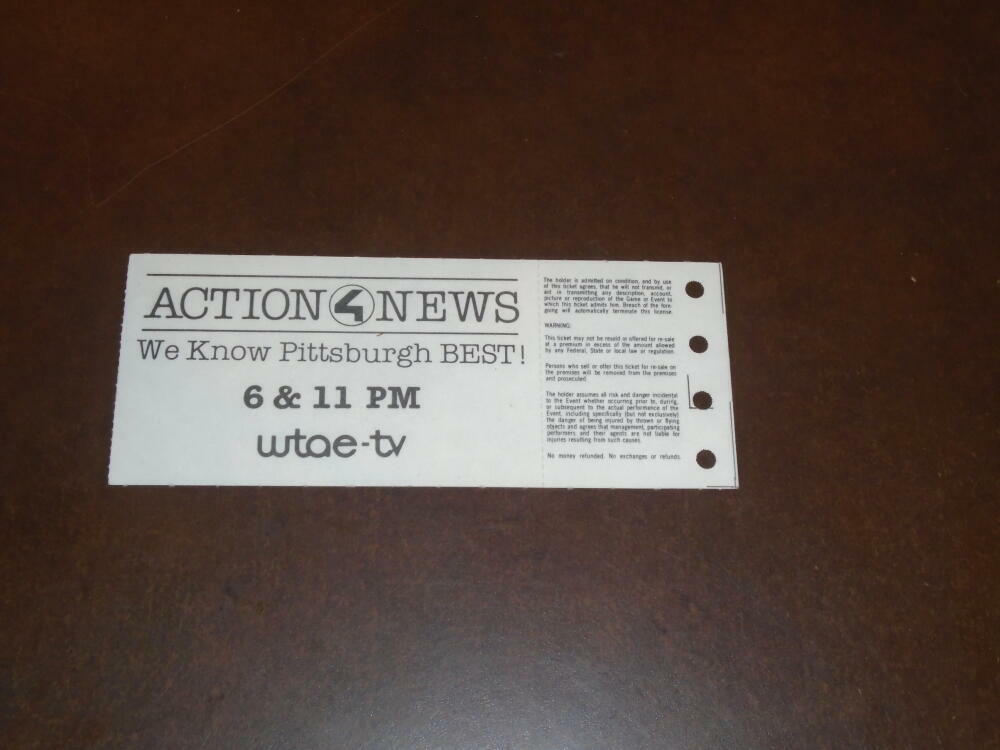 ACTION 4 NEWS
We Know Pittsburgh BEST!
6 & 11 PM
wtae-tv
The holder is admitted on condition, and by use
of this ticket agrees, that he will not transmit, or
aid in transmitting any description, account,
picture or reproduction of the Game or Event to
which this ticket admits him. Breach of the fore-
going will automatically terminate this license.
WARNING:
This ticket may not be resold or offered for re-sale
at a premium in excess of the amount allowed
by any Federal, State or local law or regulation.
Persons who sell or offer this ticket for re-sale on
the premises will be removed from the premises
and prosecuted.
The holder assumes all risk and danger incidental
to the Event whether occurring prior to, during,
or subsequent to the actual performance of the
Event, including specifically (but not exclusively)
the danger of being injured by thrown or flying
objects and agrees that management, participating
performers and their agents are not liable for
injuries resulting from such causes.
No money refunded. No exchanges or refunds.